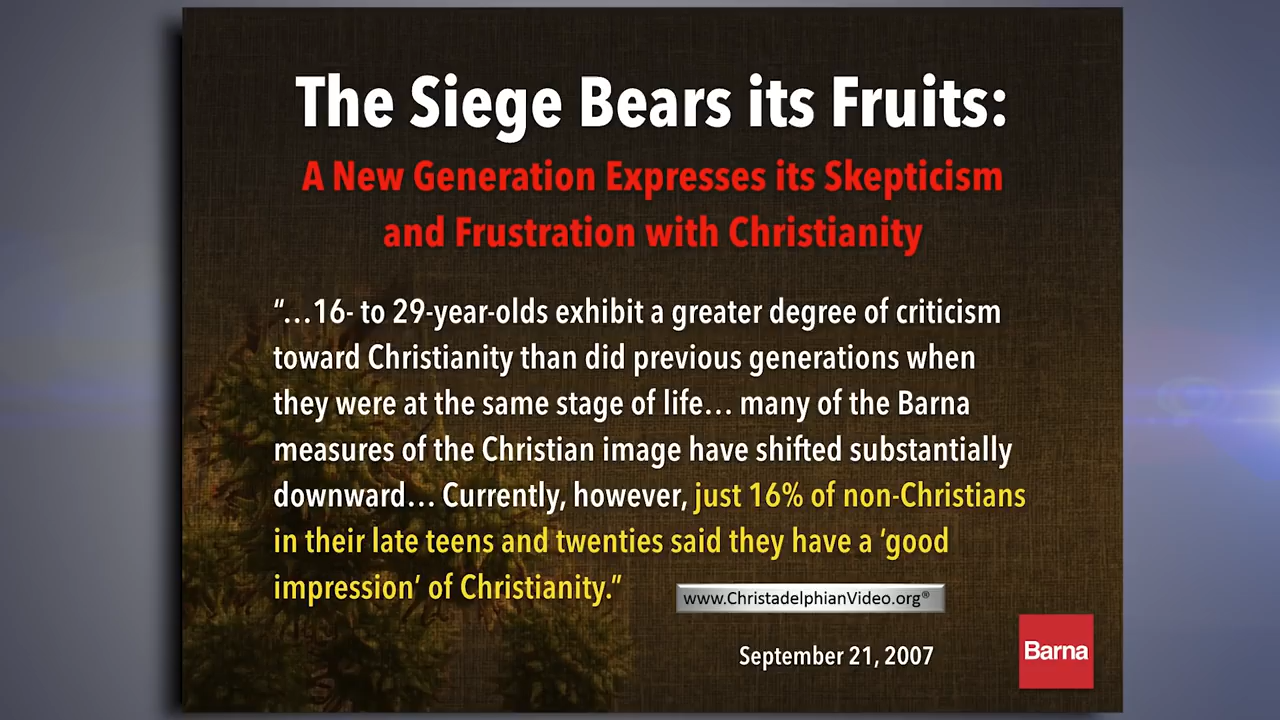 The Siege Bears its Fruits:
A New Generation Expresses its Skepticism
and Frustration with Christianity
“…16- to 29-year-olds exhibit a greater degree of criticism
toward Christianity than did previous generations when
they were at the same stage of life… many of the Barna
measures of the Christian image have shifted substantially
downward… Currently, however, just 16% of non-Christians
in their late teens and twenties said they have a ‘good
impression’ of Christianity.”
www.ChristadelphianVideo.org®
September 21, 2007
Barna